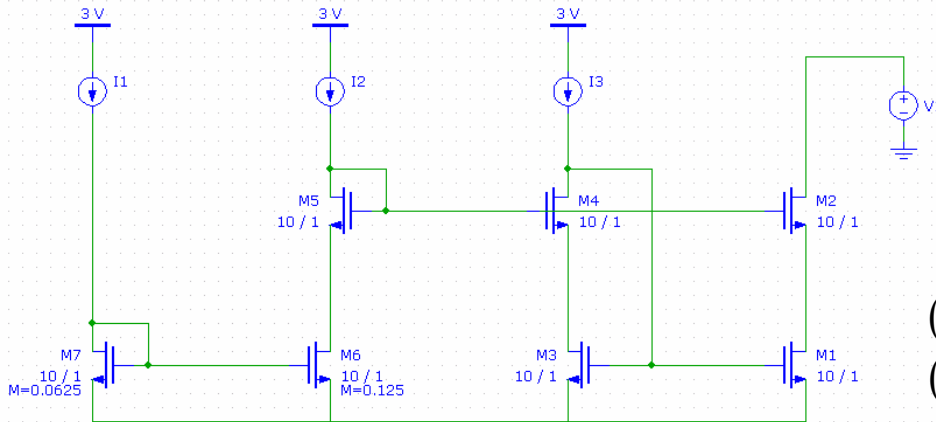 3 V
3 V
3 V
I1
I2
I3
V
M5
10 / 1
M4
10 / 1
M2
10 / 1
M7
10 / 1
M=0.0625
M6
10 / 1
M=0.125
M3
10 / 1
M1
10 / 1
(
(